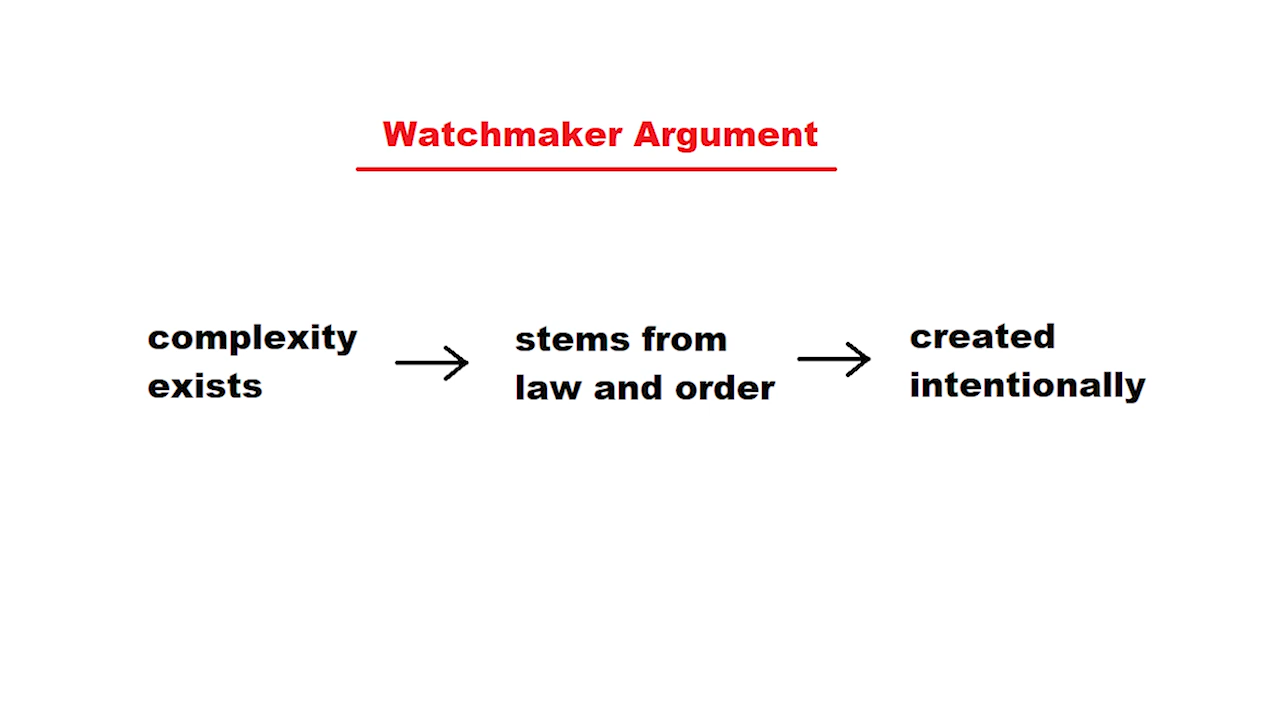 Watchmaker Argument
complexity
exists
stems from
law and order
created
intentionally